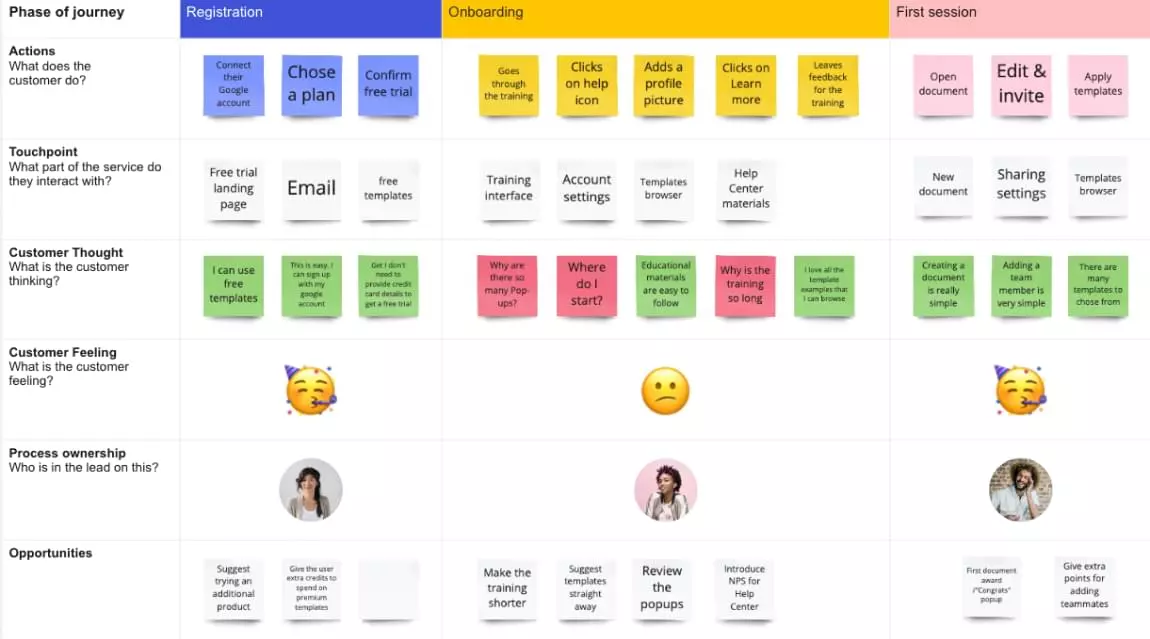 Phase of journey
Registration
Onboarding
First session
Actions
What does the
customer do?
Connect
their
Google
account
Chose
a plan
Confirm
free trial
Goes
through
the training
Clicks
on help
icon
Adds a
profile
picture
Clicks on
Learn
more
Leaves
feedback
for the
training
Open
document
Edit &
invite
Apply
templates
Touchpoint
What part of the service do
they interact with?
Free trial
landing
page
Email
free
templates
Training
interface
Account
settings
Templates
browser
Help
Center
materials
New
document
Sharing
settings
Templates
browser
Customer Thought
What is the customer
thinking?
I can use
free
templates
This is easy. I
can sign up
with my
google
account
Get I don't
need to
provide credit
card details to
get a free trial
Why are
there so
many Pop-
ups?
Where
do I
start?
Educational
materials
are easy to
follow
Why is the
training
so long
I love all the
template
examples that
I can browse
Creating a
document
is really
simple
Adding a
team
member is
very simple
There are
many
templates to
chose from
Customer Feeling
What is the customer
feeling?
Process ownership
Who is in the lead on this?
Opportunities
Suggest
trying an
additional
product
Give the user
extra credits to
spend on
premium
templates
Make the
training
shorter
Suggest
templates
straight
away
Review
the
popups
Introduce
NPS for
Help
Center
First document
award
/"Congrats"
popup
Give extra
points for
adding
teammates